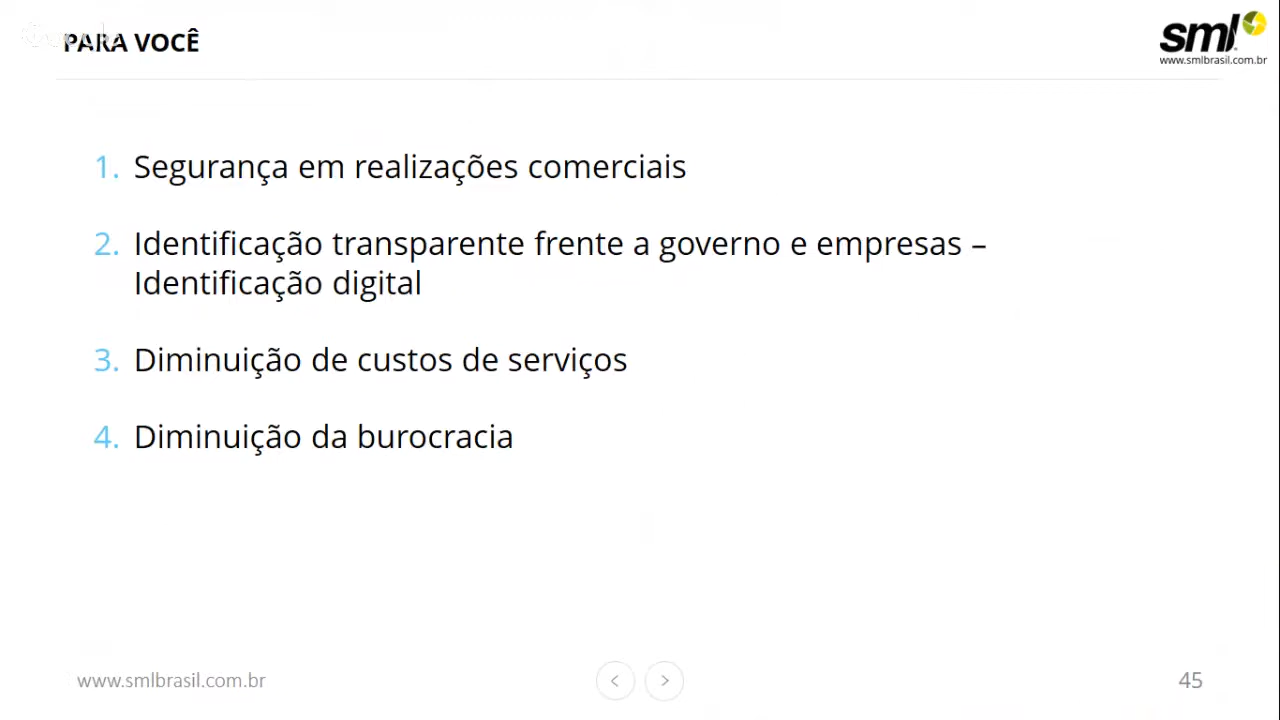 PARA VOCÊ
sml
www.smlbrasil.com.br
1. Segurança em realizações comerciais
2. Identificação transparente frente a governo e empresas –
Identificação digital
3. Diminuição de custos de serviços
4. Diminuição da burocracia
www.smlbrasil.com.br
45